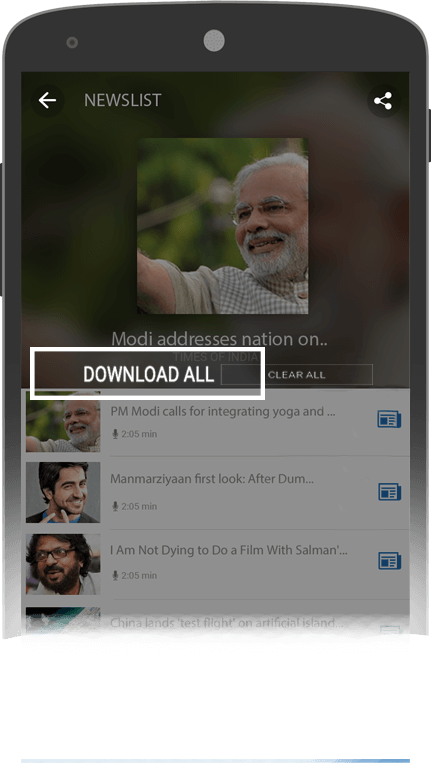 NEWSLIST
Modi addresses nation on..
TIMES OF INDIA
DOWNLOAD ALL
CLEAR ALL
PM Modi calls for integrating yoga and ...
2:05 min
Manmarziyaan first look: After Dum...
2:05 min
I Am Not Dying to Do a Film With Salman'...
2:05 min
China lands 'test flight' on artificial island...